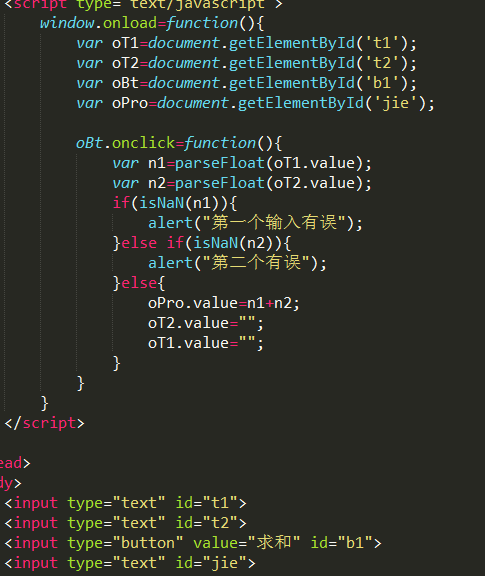 <script type="text/javascript">
window.onload=function(){
var oT1=document.getElementById('t1');
var oT2=document.getElementById('t2');
var oBt=document.getElementById('b1');
var oPro=document.getElementById('jie');
oBt.onclick=function(){
var n1=parseFloat(oT1.value);
var n2=parseFloat(oT2.value);
if(isNaN(n1)){
alert("第一个输入有误");
}else if(isNaN(n2)){
alert("第二个有误");
}else{
oPro.value=n1+n2;
oT2.value="";
oT1.value="";
}
}
}
</script>
ead>
dy>
<input type="text" id="t1">
<input type="text" id="t2">
<input type="button" value="求和" id="b1">
<input type="text" id="jie">